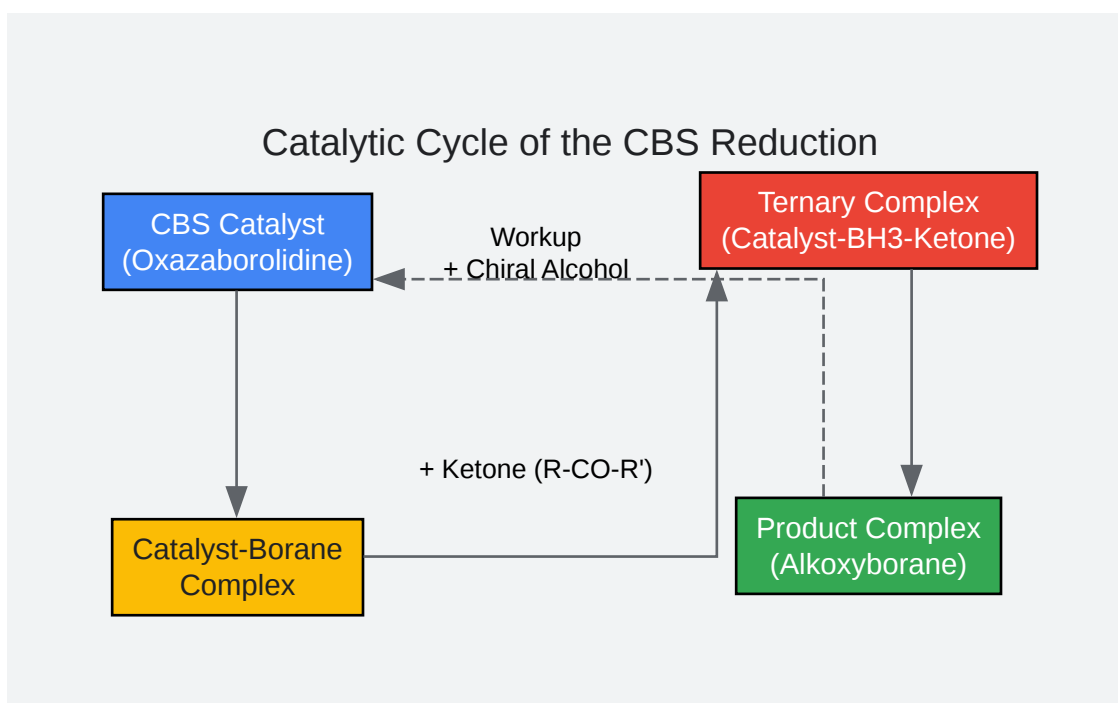 Catalytic Cycle of the CBS Reduction
CBS Catalyst
(Oxazaborolidine)
Workup
+ Chiral Alcohol
Ternary Complex
(Catalyst-BH3-Ketone)
+ Ketone (R-CO-R')
Catalyst-Borane
Complex
Product Complex
(Alkoxyborane)